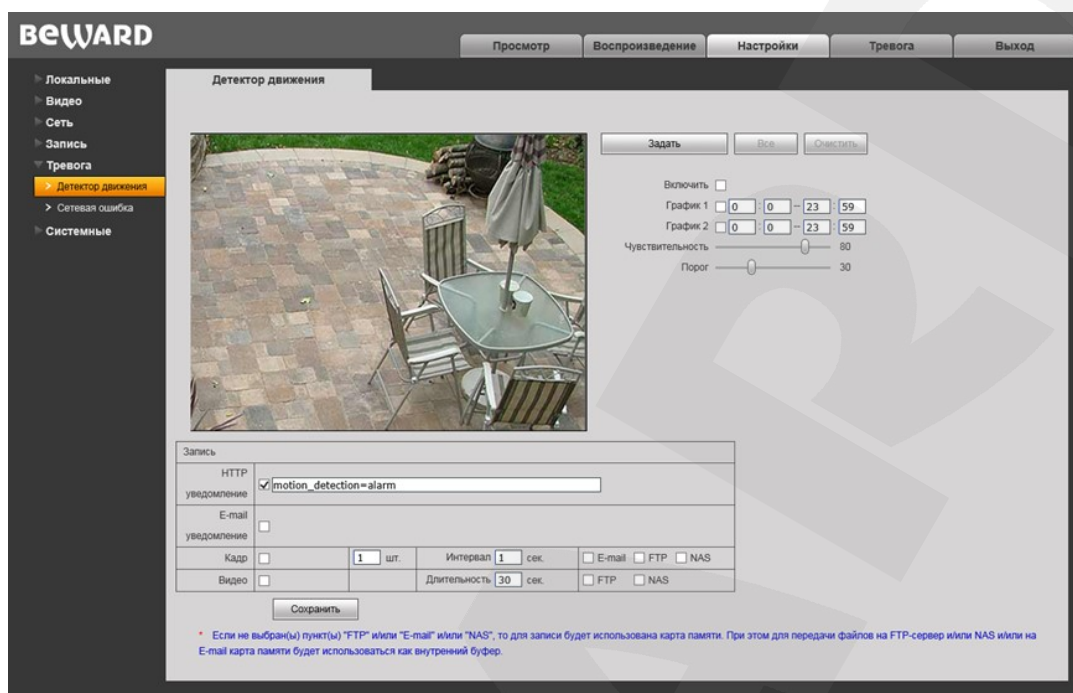 BEWARD
Просмотр Воспроизведение Настройки Тревога Выход
Локальные
Видео
Сеть
Запись
Тревога
Детектор движения
Сетевая ошибка
Системные
Детектор движения
Задать Все Очистить
Включить
График 1 0 : 0 – 23 : 59
График 2 0 : 0 – 23 : 59
Чувствительность 80
Порог 30
Запись
HTTP
уведомление
motion_detection=alarm
E-mail
уведомление
Кадр 1 шт. Интервал 1 сек. E-mail FTP NAS
Видео Длительность 30 сек. FTP NAS
Сохранить
* Если не выбран(ы) пункт(ы) "FTP" и/или "E-mail" и/или "NAS", то для записи будет использована карта памяти. При этом для передачи файлов на FTP-сервер и/или NAS и/или на
E-mail карта памяти будет использоваться как внутренний буфер.